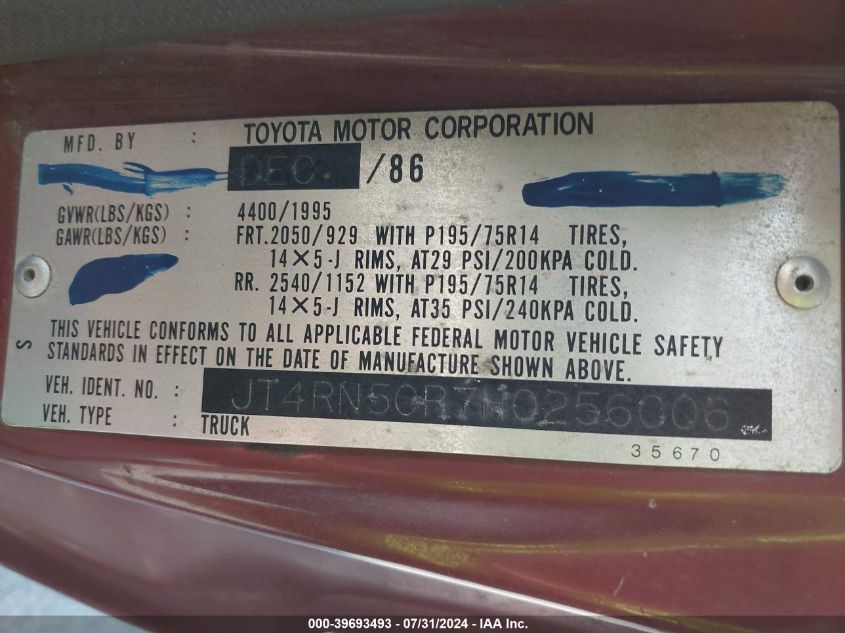 MFD. BY : TOYOTA MOTOR CORPORATION
DEC. /86
GVWR(LBS/KGS) : 4400/1995
GAWR(LBS/KGS) : FRT.2050/929 WITH P195/75R14 TIRES,
14×5-J RIMS, AT29 PSI/200KPA COLD.
RR. 2540/1152 WITH P195/75R14 TIRES,
14×5-J RIMS, AT35 PSI/240KPA COLD.
THIS VEHICLE CONFORMS TO ALL APPLICABLE FEDERAL MOTOR VEHICLE SAFETY
STANDARDS IN EFFECT ON THE DATE OF MANUFACTURE SHOWN ABOVE.
S
VEH. IDENT. NO. : JT4RN50R7H0256006
VEH. TYPE : TRUCK
35670
000-39693493 - 07/31/2024 - IAA Inc.